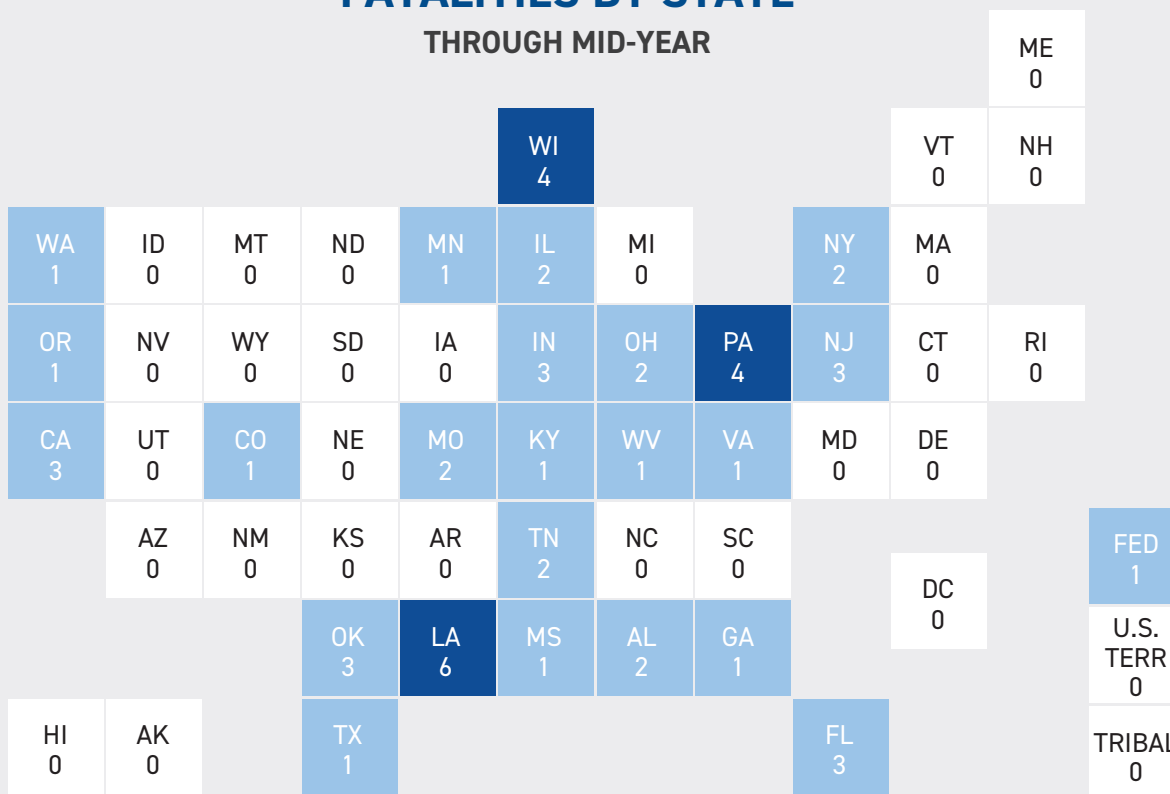 FATALITIES BY STATE
THROUGH MID-YEAR
ME
0
WI
4
VT
0
NH
0
WA
1
ID
0
MT
0
ND
0
MN
1
IL
2
MI
0
NY
2
MA
0
OR
1
NV
0
WY
0
SD
0
IA
0
IN
3
OH
2
PA
4
NJ
3
CT
0
RI
0
CA
3
UT
0
CO
1
NE
0
MO
2
KY
1
WV
1
VA
1
MD
0
DE
0
AZ
0
NM
0
KS
0
AR
0
TN
2
NC
0
SC
0
DC
0
FED
1
OK
3
LA
6
MS
1
AL
2
GA
1
U.S.
TERR
0
HI
0
AK
0
TX
1
FL
3
TRIBAL
0